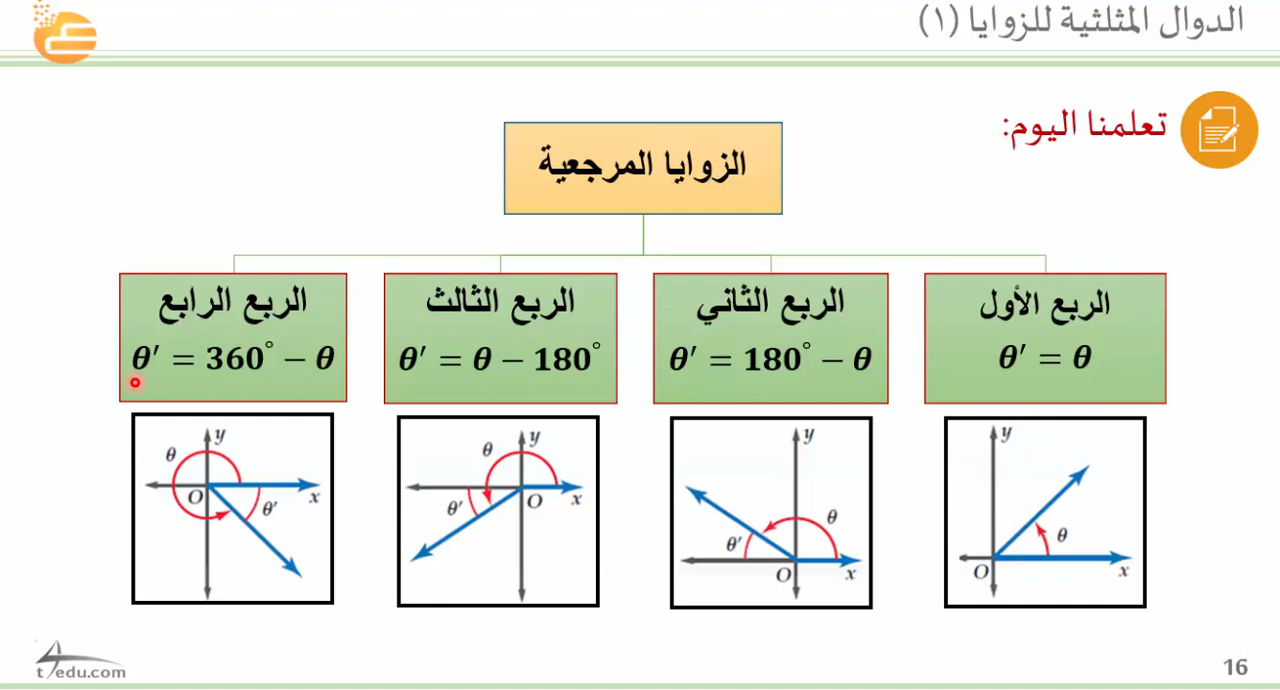 الدوال المثلثية للزوايا (١)
تعلمنا اليوم:
الزوايا المرجعية
الربع الأول
θ′ = θ
الربع الثاني
θ′ = 180° − θ
الربع الثالث
θ′ = θ − 180°
الربع الرابع
θ′ = 360° − θ
y
θ
O
x
y
θ
θ′
O
x
y
θ
θ′
O
x
y
θ
O
θ′
x
t4edu.com
16